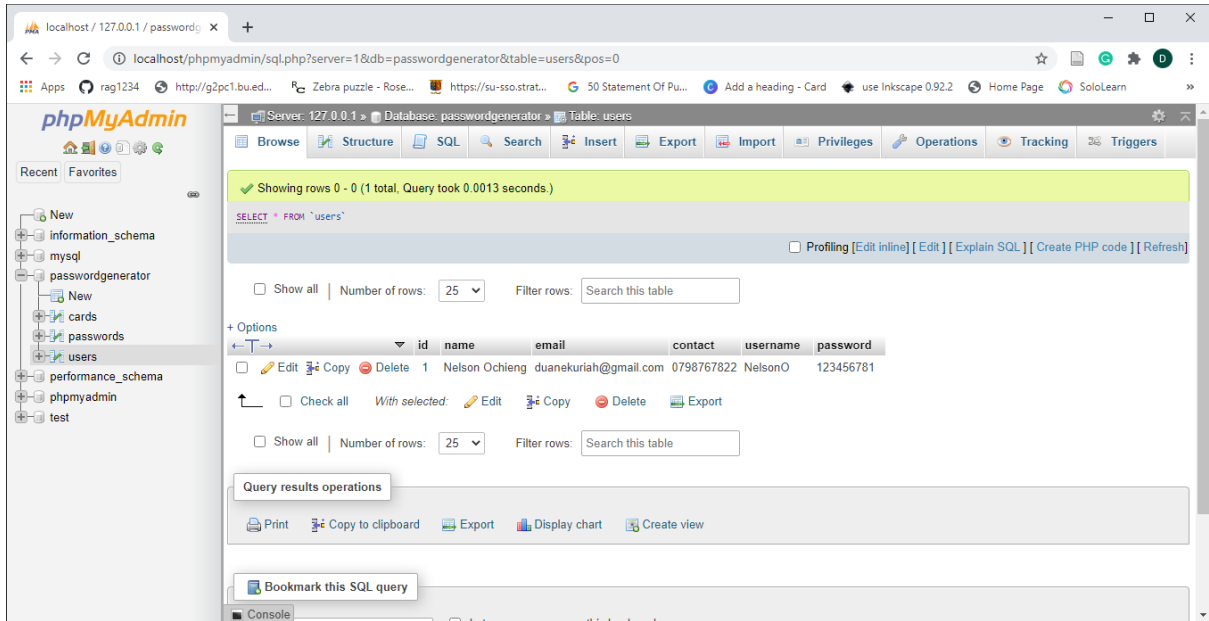 localhost / 127.0.0.1 / passwordg
localhost/phpmyadmin/sql.php?server=1&db=passwordgenerator&table=users&pos=0
D
Apps rag1234 http://g2pc1.bu.ed... Zebra puzzle - Rose... https://su-sso.strat... 50 Statement Of Pu... Add a heading - Card use Inkscape 0.92.2 Home Page SoloLearn »
phpMyAdmin
Recent Favorites
New
information_schema
mysql
passwordgenerator
New
cards
passwords
users
performance_schema
phpmyadmin
test
Server: 127.0.0.1 » Database: passwordgenerator » Table: users
Browse Structure SQL Search Insert Export Import Privileges Operations Tracking Triggers
Showing rows 0 - 0 (1 total, Query took 0.0013 seconds.)
SELECT * FROM `users`
Profiling [Edit inline] [ Edit ] [ Explain SQL ] [ Create PHP code ] [ Refresh]
Show all Number of rows: 25 Filter rows: Search this table
+ Options
id name email contact username password
Edit Copy Delete 1 Nelson Ochieng duanekuriah@gmail.com 0798767822 NelsonO 123456781
Check all With selected: Edit Copy Delete Export
Show all Number of rows: 25 Filter rows: Search this table
Query results operations
Print Copy to clipboard Export Display chart Create view
Bookmark this SQL query
Console